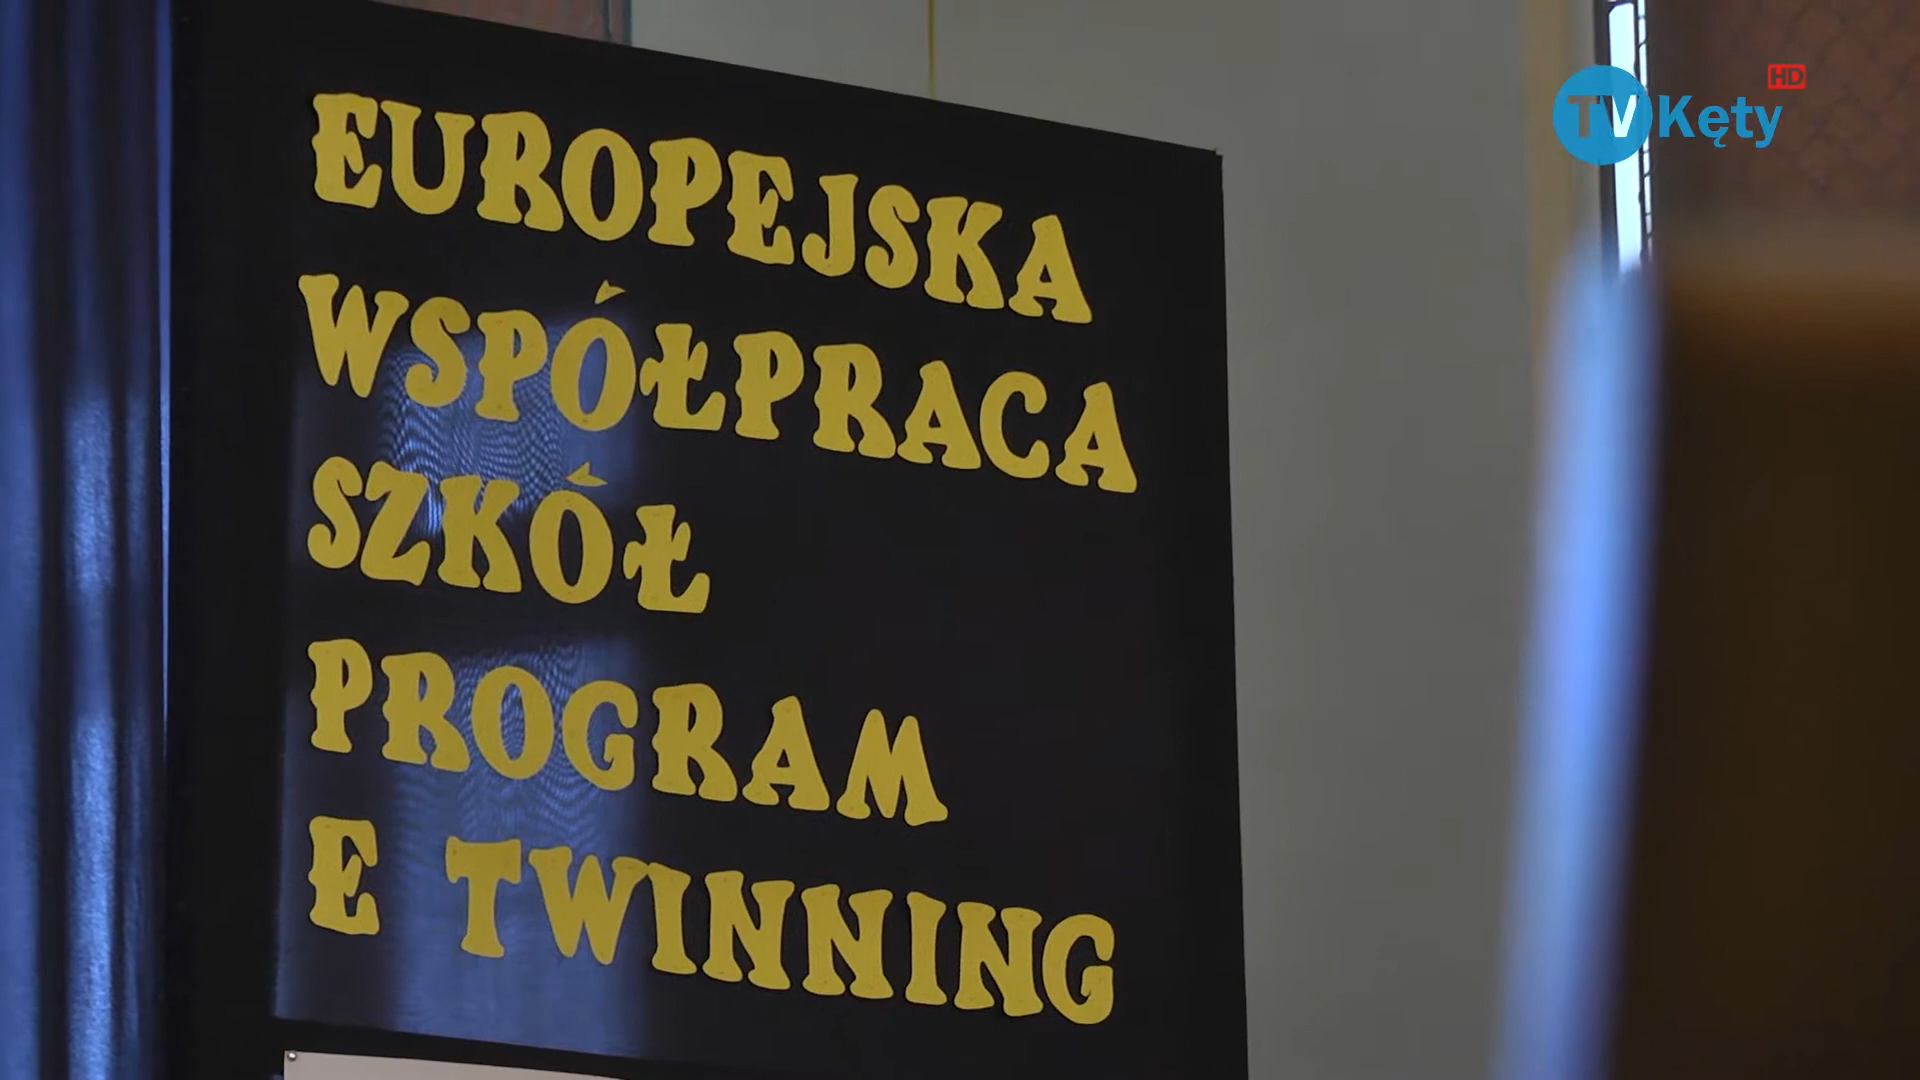 EUROPEJSKA
WSPÓŁPRACA
SZKÓŁ
PROGRAM
E TWINNING
TV Kęty HD